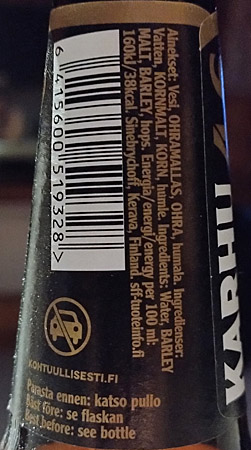 Ainekset: Vesi, OHRAMALLAS, OHRA, humala. Ingredienser:
Vatten, KORNMALT, KORN, humle. Ingredients: Water, BARLEY
MALT, BARLEY, hops. Energia/energi/energy per 100 ml:
160kJ/38kcal. Sinebrychoff, Kerava, Finland. sff-tuoteinfo.fi
6 415600 519328 >
KOHTUULLISESTI.FI
Parasta ennen: katso pullo
Bäst före: se flaskan
Best before: see bottle
KARHU